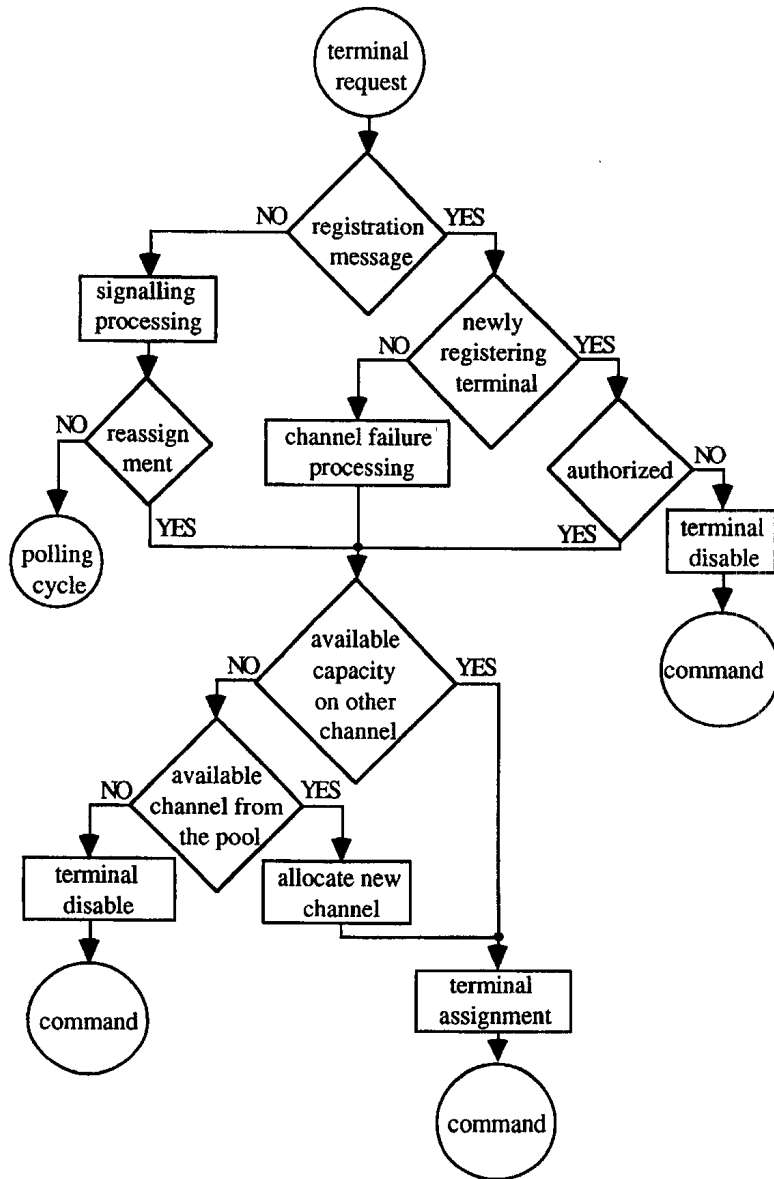 terminal
request
registration
message
NO
YES
signalling
processing
newly
registering
terminal
NO
YES
reassign
ment
NO
YES
channel failure
processing
authorized
NO
YES
polling
cycle
terminal
disable
command
available
capacity
on other
channel
NO
YES
available
channel from
the pool
NO
YES
terminal
disable
allocate new
channel
command
terminal
assignment
command